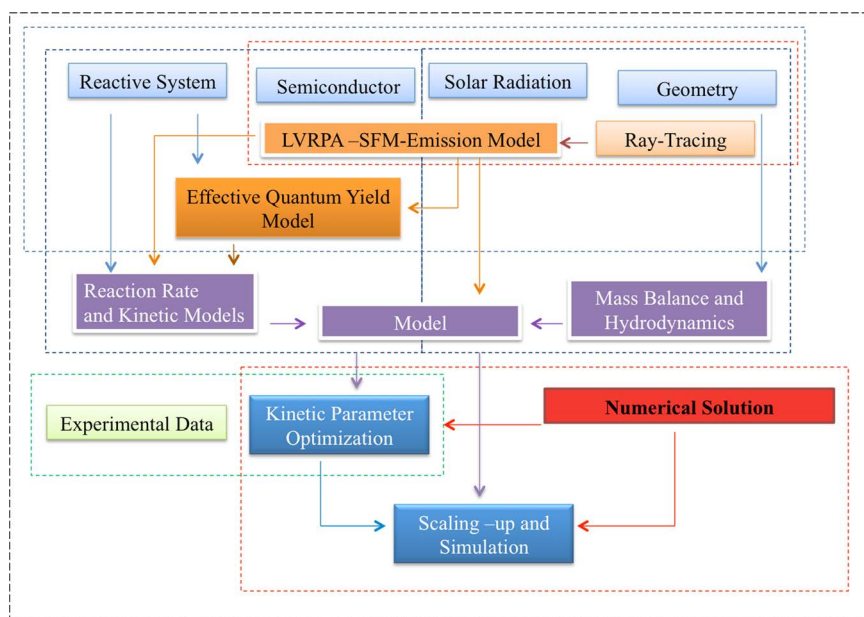 Reactive System
Semiconductor
Solar Radiation
Geometry
LVRPA –SFM-Emission Model
Ray-Tracing
Effective Quantum Yield
Model
Reaction Rate
and Kinetic Models
Model
Mass Balance and
Hydrodynamics
Experimental Data
Kinetic Parameter
Optimization
Numerical Solution
Scaling –up and
Simulation